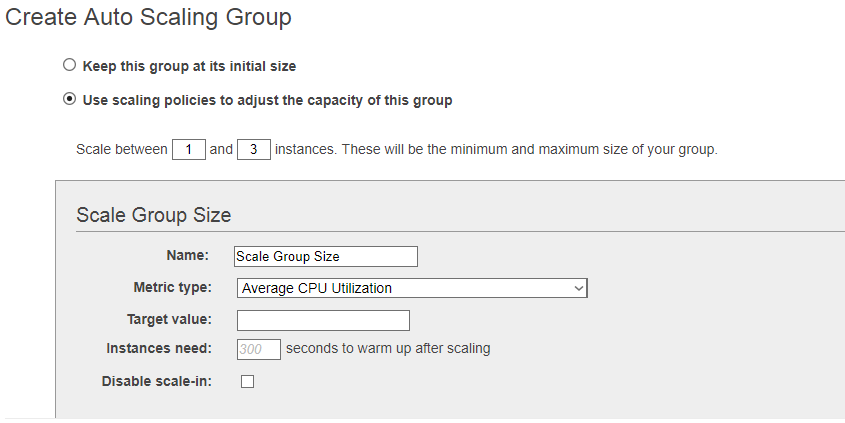 Create Auto Scaling Group
Keep this group at its initial size
Use scaling policies to adjust the capacity of this group
Scale between 1 and 3 instances. These will be the minimum and maximum size of your group.
Scale Group Size
Name: Scale Group Size
Metric type: Average CPU Utilization
Target value:
Instances need: 300 seconds to warm up after scaling
Disable scale-in: